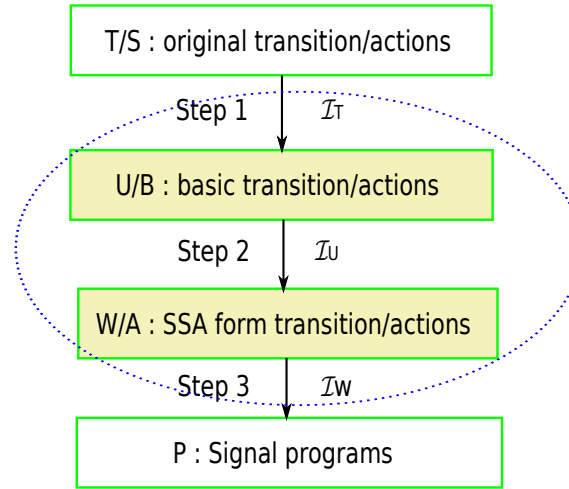 T/S : original transition/actions
Step 1 ℐT
U/B : basic transition/actions
Step 2 ℐU
W/A : SSA form transition/actions
Step 3 ℐW
P : Signal programs